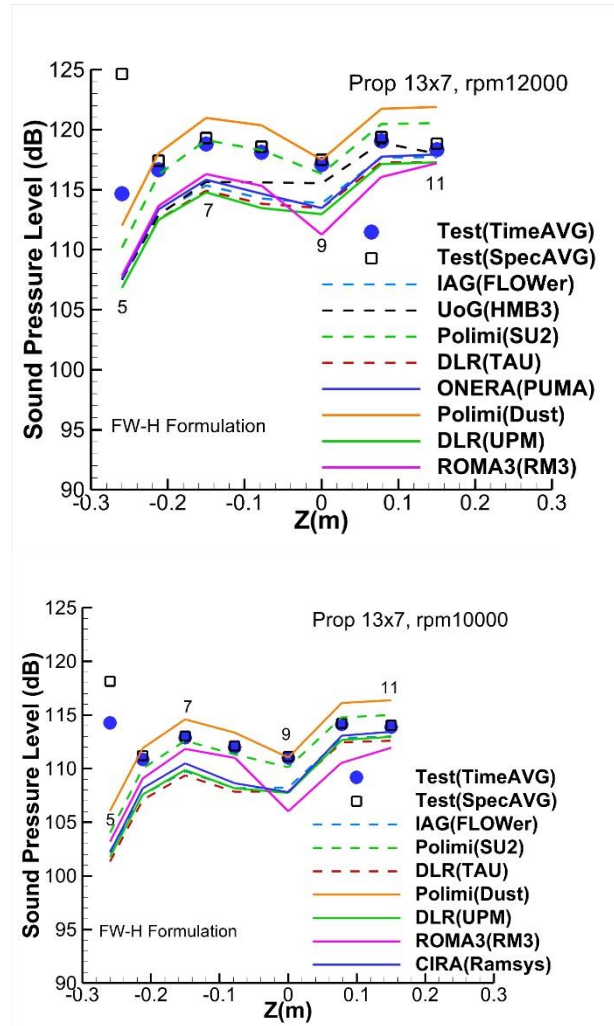 125
Prop 13x7, rpm12000
120
115
11
7
110
9
Test(TimeAVG)
Test(SpecAVG)
5
IAG(FLOWer)
105
UoG(HMB3)
Polimi(SU2)
100
DLR(TAU)
ONERA(PUMA)
95
FW-H Formulation
Polimi(Dust)
DLR(UPM)
ROMA3(RM3)
90
-0.3 -0.2 -0.1 0 0.1 0.2 0.3
Z(m)
Sound Pressure Level (dB)
125
Prop 13x7, rpm10000
120
7
11
115
9
110
Test(TimeAVG)
105
5
Test(SpecAVG)
IAG(FLOWer)
Polimi(SU2)
100
DLR(TAU)
Polimi(Dust)
95
FW-H Formulation
DLR(UPM)
ROMA3(RM3)
CIRA(Ramsys)
90
-0.3 -0.2 -0.1 0 0.1 0.2 0.3
Z(m)
Sound Pressure Level (dB)